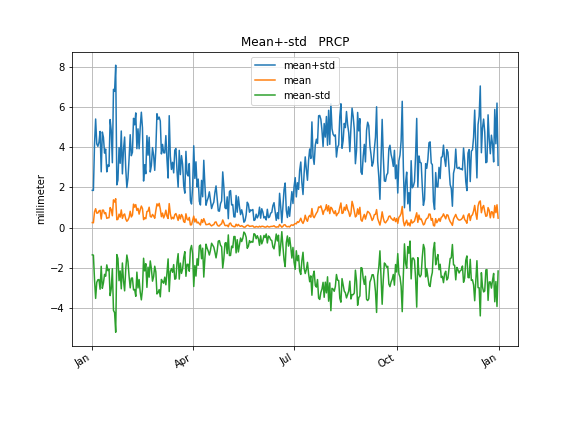 Mean+-std PRCP
mean+std
mean
mean-std
millimeter
8
6
4
2
0
−2
−4
Jan
Apr
Jul
Oct
Jan